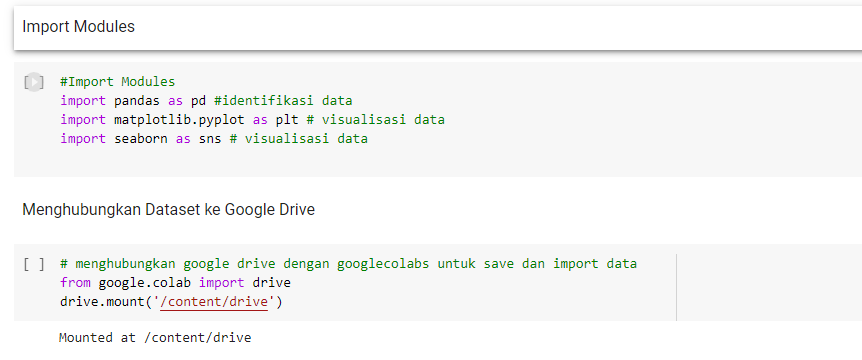 Import Modules
#Import Modules
import pandas as pd #identifikasi data
import matplotlib.pyplot as plt # visualisasi data
import seaborn as sns # visualisasi data
Menghubungkan Dataset ke Google Drive
[ ] # menghubungkan google drive dengan googlecolabs untuk save dan import data
from google.colab import drive
drive.mount('/content/drive')
Mounted at /content/drive